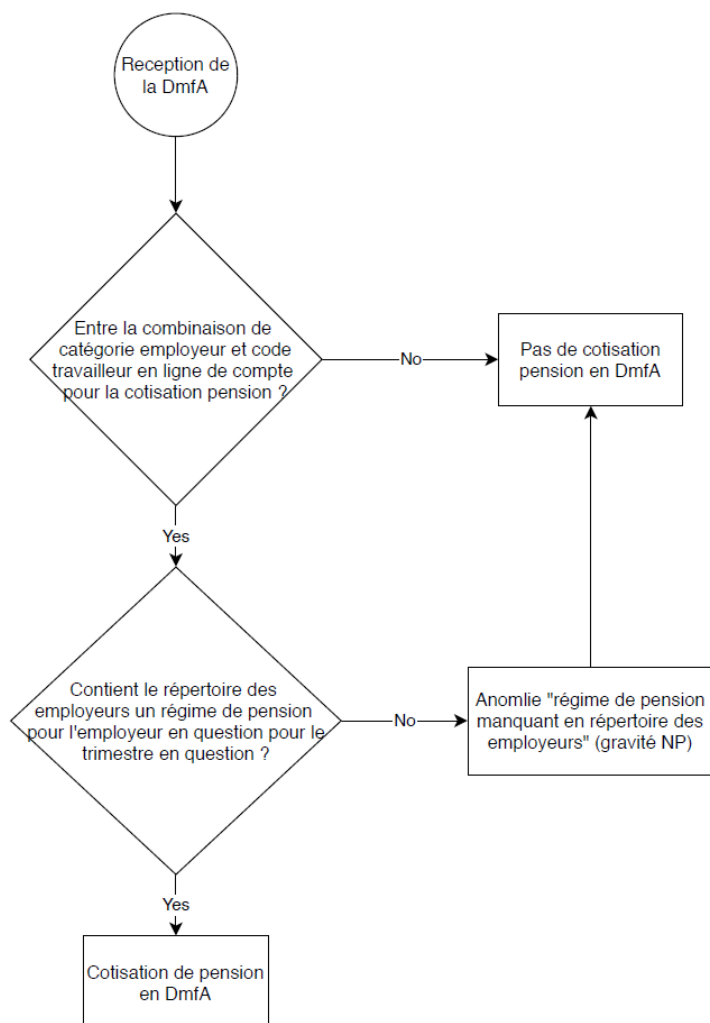 Reception de
la DmfA
Entre la combinaison de
catégorie employeur et code
travailleur en ligne de compte
pour la cotisation pension ?
No
Pas de cotisation
pension en DmfA
Yes
Contient le répertoire des
employeurs un régime de pension
pour l'employeur en question pour le
trimestre en question ?
No
Anomlie "régime de pension
manquant en répertoire des
employeurs" (gravité NP)
Yes
Cotisation de pension
en DmfA